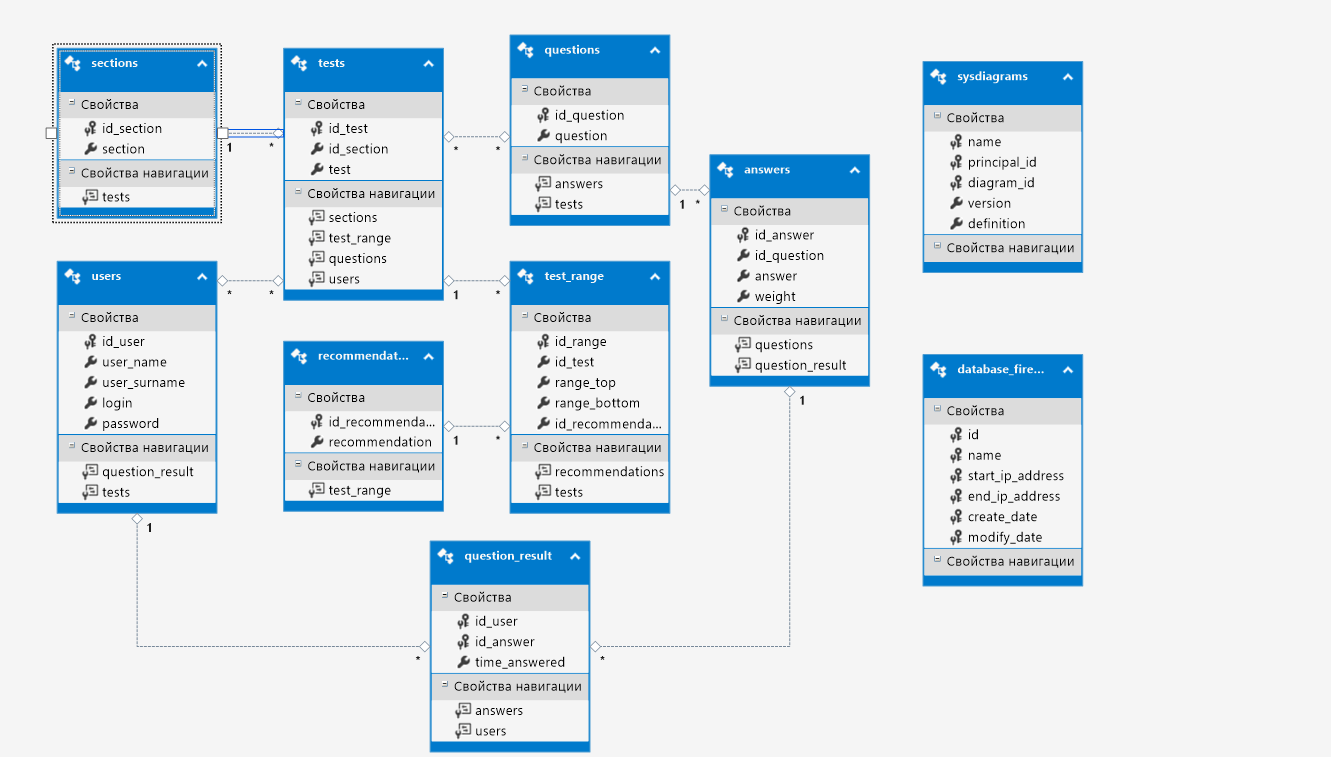 sections
Свойства
id_section
section
Свойства навигации
tests
1
*
tests
Свойства
id_test
id_section
test
Свойства навигации
sections
test_range
questions
users
*
*
questions
Свойства
id_question
question
Свойства навигации
answers
tests
1
*
answers
Свойства
id_answer
id_question
answer
weight
Свойства навигации
questions
question_result
1
sysdiagrams
Свойства
name
principal_id
diagram_id
version
definition
Свойства навигации
users
Свойства
id_user
user_name
user_surname
login
password
Свойства навигации
question_result
tests
*
*
1
recommendat...
Свойства
id_recommenda...
recommendation
Свойства навигации
test_range
1
*
1
*
test_range
Свойства
id_range
id_test
range_top
range_bottom
id_recommenda...
Свойства навигации
recommendations
tests
database_fire...
Свойства
id
name
start_ip_address
end_ip_address
create_date
modify_date
Свойства навигации
question_result
Свойства
id_user
id_answer
time_answered
Свойства навигации
answers
users
*
*